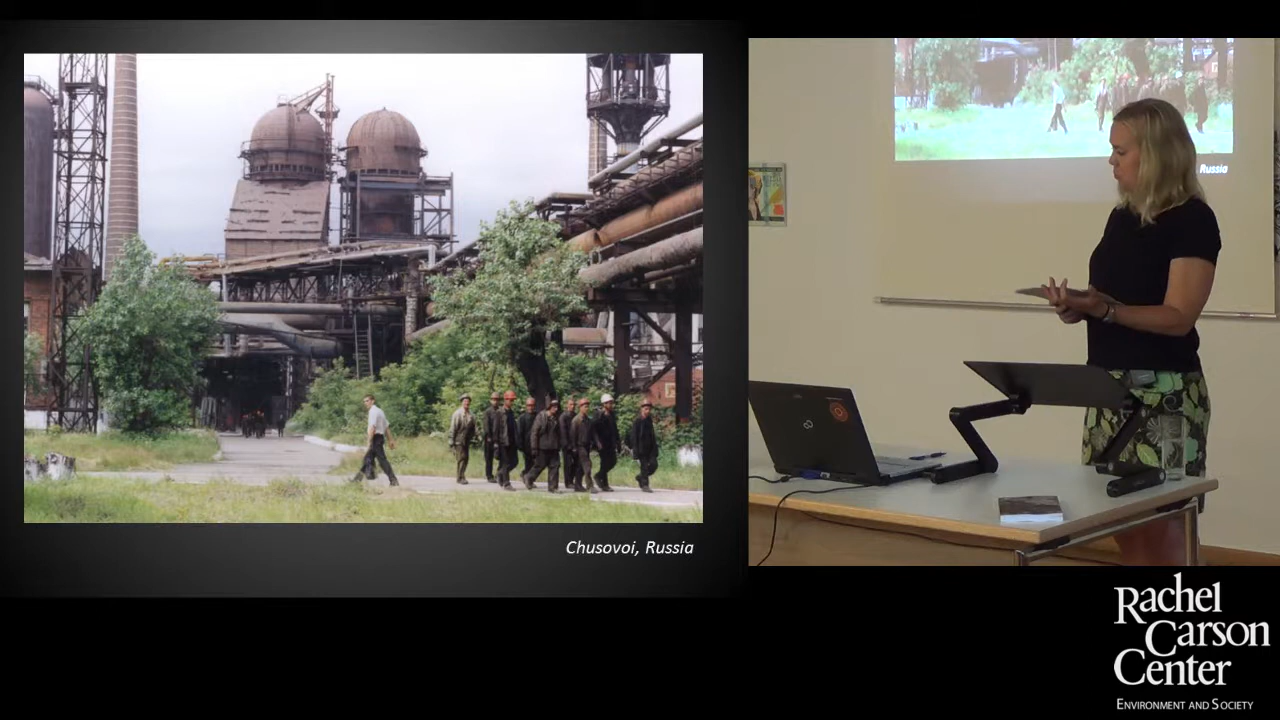 Chusovoi, Russia
Russia
Rachel
Carson
Center
ENVIRONMENT AND SOCIETY